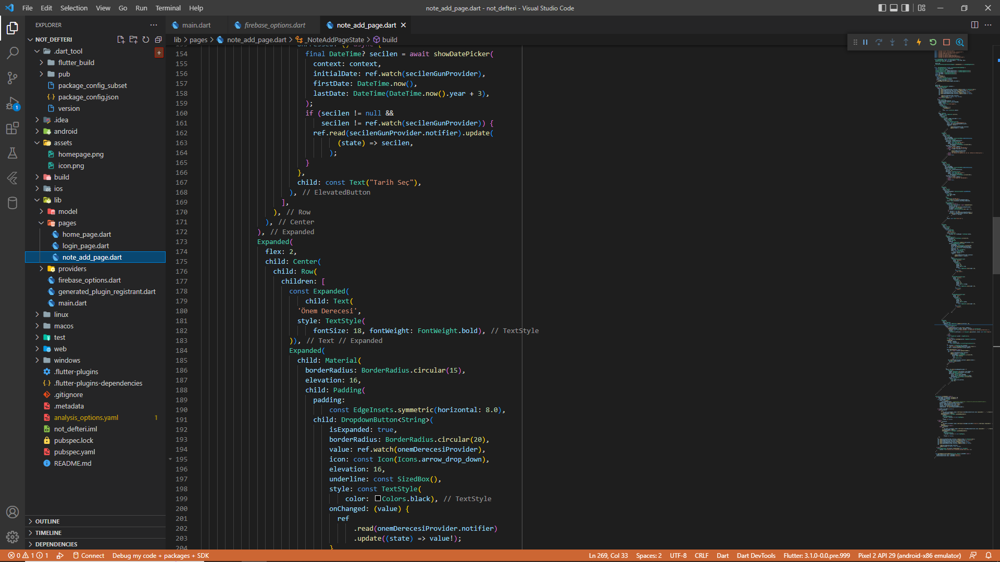 File Edit Selection View Go Run Terminal Help
note_add_page.dart - not_defteri - Visual Studio Code
EXPLORER
NOT_DEFTERI
.dart_tool
flutter_build
pub
package_config_subset
package_config.json
version
.idea
android
assets
homepage.png
icon.png
build
ios
lib
model
pages
home_page.dart
login_page.dart
note_add_page.dart
providers
firebase_options.dart
generated_plugin_registrant.dart
main.dart
linux
macos
test
web
windows
.flutter-plugins
.flutter-plugins-dependencies
.gitignore
.metadata
analysis_options.yaml 1
not_defteri.iml
pubspec.lock
pubspec.yaml
README.md
OUTLINE
TIMELINE
DEPENDENCIES
1
main.dart firebase_options.dart note_add_page.dart
lib > pages > note_add_page.dart > _NoteAddPageState > build
153 onPressed: () async {
154 final DateTime? secilen = await showDatePicker(
155 context: context,
156 initialDate: ref.watch(secilenGunProvider),
157 firstDate: DateTime.now(),
158 lastDate: DateTime(DateTime.now().year + 3),
159 );
160 if (secilen != null &&
161 secilen != ref.watch(secilenGunProvider)) {
162 ref.read(secilenGunProvider.notifier).update(
163 (state) => secilen,
164 );
165 }
166 },
167 child: const Text("Tarih Seç"),
168 ), // ElevatedButton
169 ],
170 ), // Row
171 ), // Center
172 ), // Expanded
173 Expanded(
174 flex: 2,
175 child: Center(
176 child: Row(
177 children: [
178 const Expanded(
179 child: Text(
180 'Önem Derecesi',
181 style: TextStyle(
182 fontSize: 18, fontWeight: FontWeight.bold), // TextStyle
183 )), // Text // Expanded
184 Expanded(
185 child: Material(
186 borderRadius: BorderRadius.circular(15),
187 elevation: 16,
188 child: Padding(
189 padding:
190 const EdgeInsets.symmetric(horizontal: 8.0),
191 child: DropdownButton<String>(
192 isExpanded: true,
193 borderRadius: BorderRadius.circular(20),
194 value: ref.watch(onemDerecesiProvider),
195 icon: const Icon(Icons.arrow_drop_down),
196 elevation: 16,
197 underline: const SizedBox(),
198 style: const TextStyle(
199 color: Colors.black), // TextStyle
200 onChanged: (value) {
201 ref
202 .read(onemDerecesiProvider.notifier)
203 .update((state) => value!);
204 }
0 1 1 Connect Debug my code + packages + SDK
Ln 269, Col 33 Spaces: 2 UTF-8 CRLF Dart Dart DevTools Flutter: 3.1.0-0.0.pre.999 Pixel 2 API 29 (android-x86 emulator)